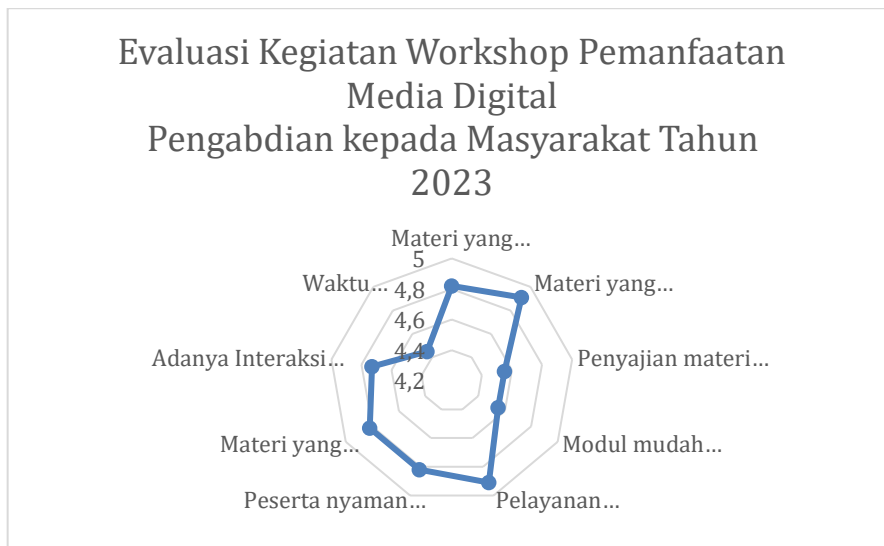 Evaluasi Kegiatan Workshop Pemanfaatan
Media Digital
Pengabdian kepada Masyarakat Tahun
2023
Materi yang…
Materi yang…
Penyajian materi…
Modul mudah…
Pelayanan…
Peserta nyaman…
Materi yang…
Adanya Interaksi…
Waktu…
5
4,8
4,6
4,4
4,2